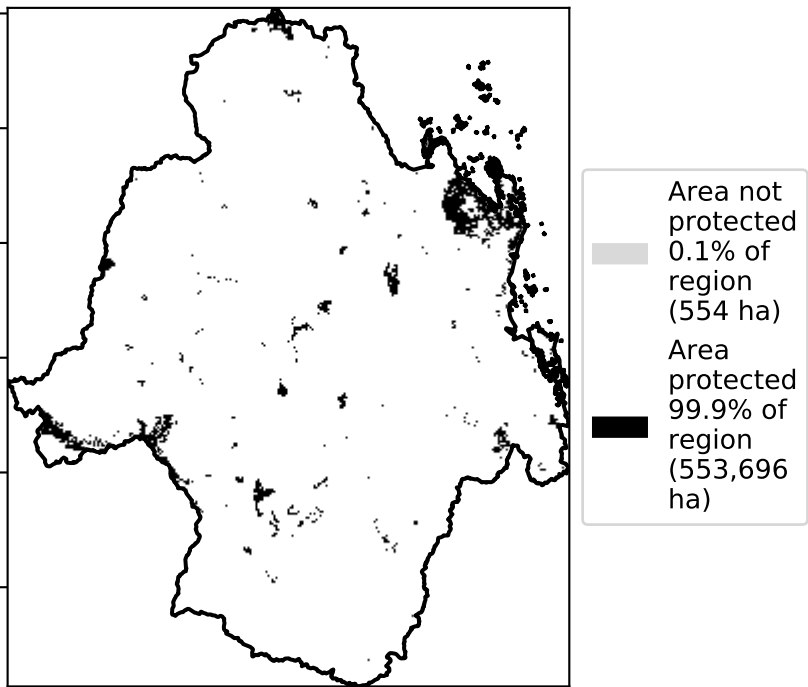 Area not
protected
0.1% of
region
(554 ha)
Area
protected
99.9% of
region
(553,696
ha)